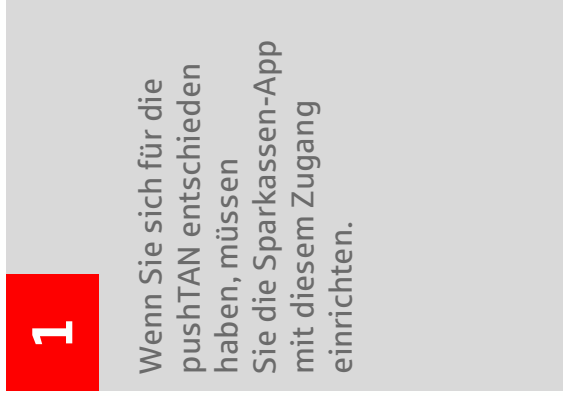 1
Wenn Sie sich für die
pushTAN entschieden
haben, müssen
Sie die Sparkassen-App
mit diesem Zugang
einrichten.